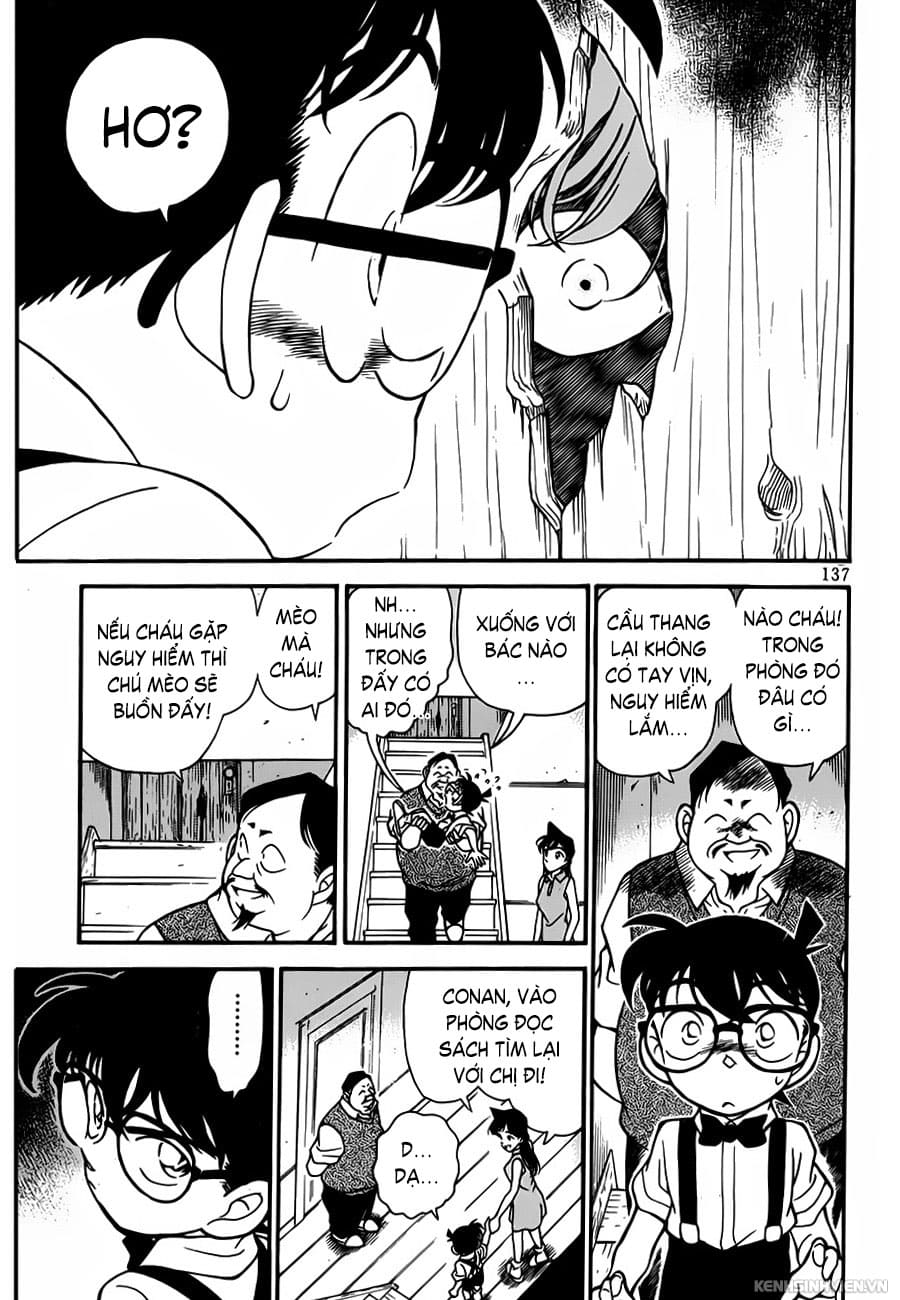 HƠ?
137
NÀO CHÁU!
TRONG
PHÒNG ĐÓ
ĐÂU CÓ
GÌ...
CẦU THANG
LẠI KHÔNG
CÓ TAY VỊN,
NGUY HIỂM
LẮM...
XUỐNG VỚI
BÁC NÀO
...
NH...
NHƯNG
TRONG
ĐẤY CÓ
AI ĐÓ...
MÈO
MÀ
CHÁU!
NẾU CHÁU GẶP
NGUY HIỂM THÌ
CHÚ MÈO SẼ
BUỒN ĐẤY!
CONAN, VÀO
PHÒNG ĐỌC
SÁCH TÌM LẠI
VỚI CHỊ ĐI!
D...
DẠ...
........
KENHSINHVIEN.VN